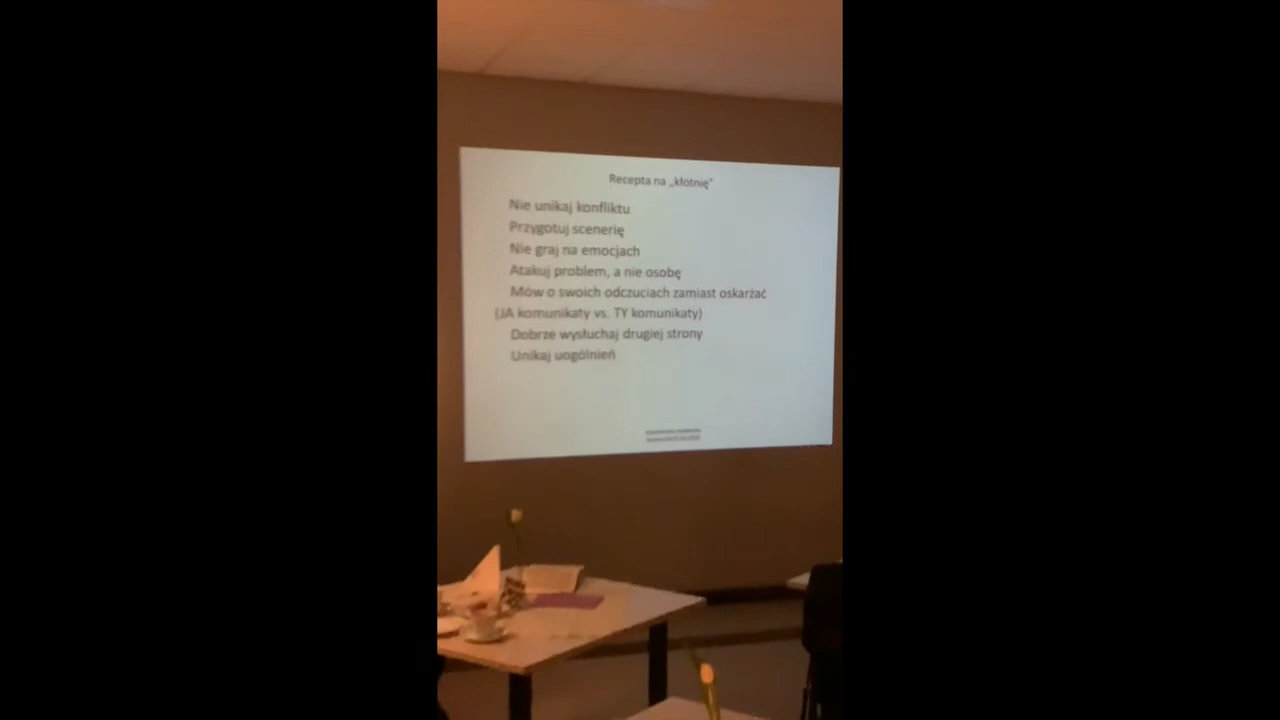 Recepta na „kłótnię”
Nie unikaj konfliktu
Przygotuj scenerię
Nie graj na emocjach
Atakuj problem, a nie osobę
Mów o swoich odczuciach zamiast oskarżać
(JA komunikaty vs. TY komunikaty)
Dobrze wysłuchaj drugiej strony
Unikaj uogólnień